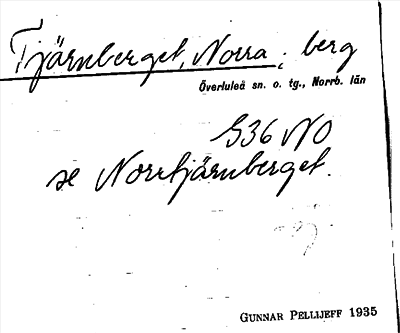 Tjärnberget, Norra; berg
Överluleå sn. o. tg., Norrb. län
S36 NO
se Norrtjärnberget.
GUNNAR PELLIJEFF 1935